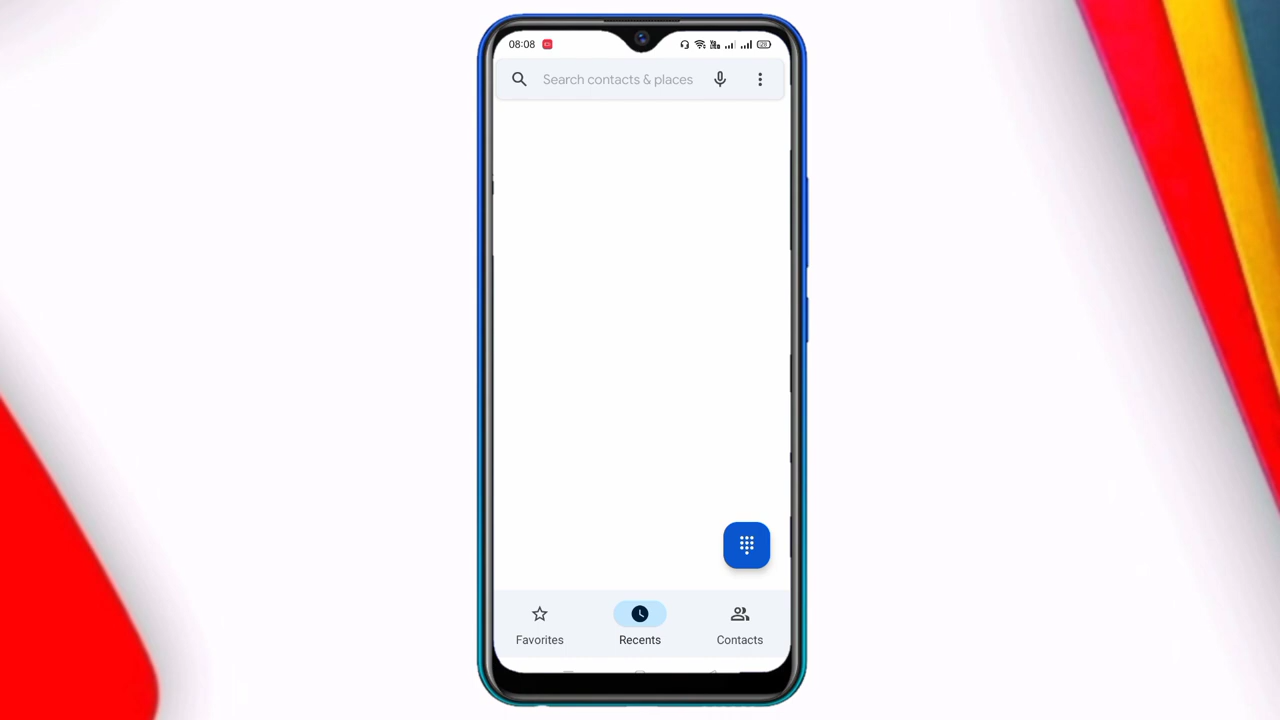 08:08
Search contacts & places
Favorites
Recents
Contacts